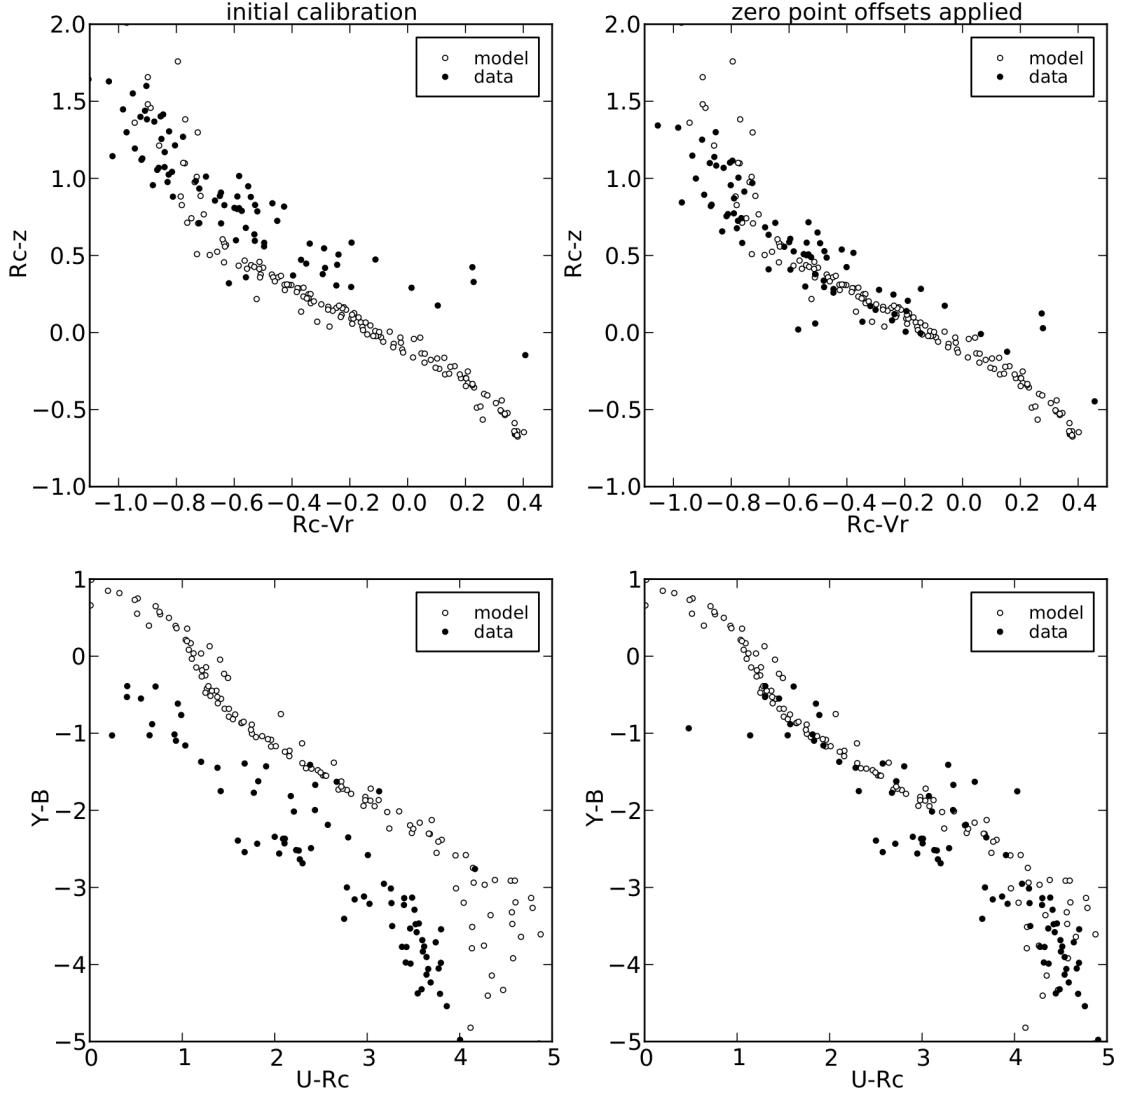 initial calibration
zero point offsets applied
2.0
1.5
1.0
0.5
0.0
−0.5
−1.0
Rc-z
model
data
−1.0 −0.8 −0.6 −0.4 −0.2 0.0 0.2 0.4
Rc-Vr
2.0
1.5
1.0
0.5
0.0
−0.5
−1.0
Rc-z
model
data
−1.0 −0.8 −0.6 −0.4 −0.2 0.0 0.2 0.4
Rc-Vr
1
0
−1
−2
−3
−4
−5
Y-B
model
data
0 1 2 3 4 5
U-Rc
1
0
−1
−2
−3
−4
−5
Y-B
model
data
0 1 2 3 4 5
U-Rc